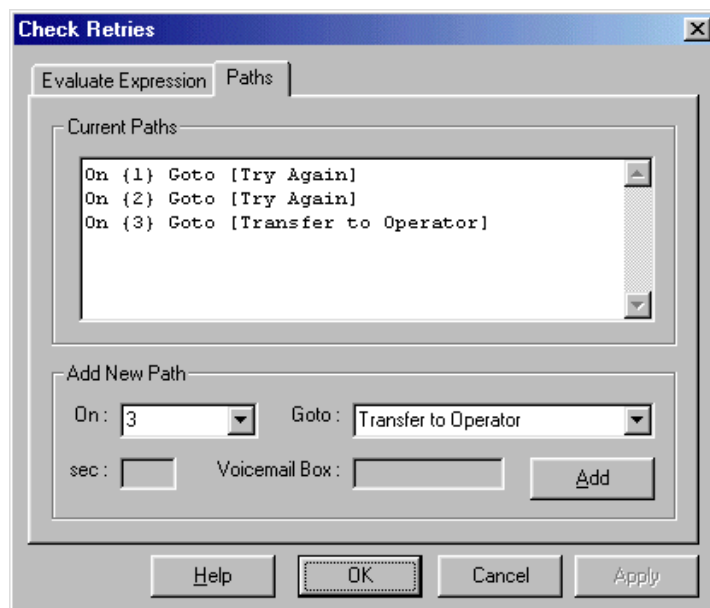 Check Retries
Evaluate Expression Paths
Current Paths
On {1} Goto [Try Again]
On {2} Goto [Try Again]
On {3} Goto [Transfer to Operator]
Add New Path
On : 3 Goto : Transfer to Operator
sec : Voicemail Box : Add
Help OK Cancel Apply